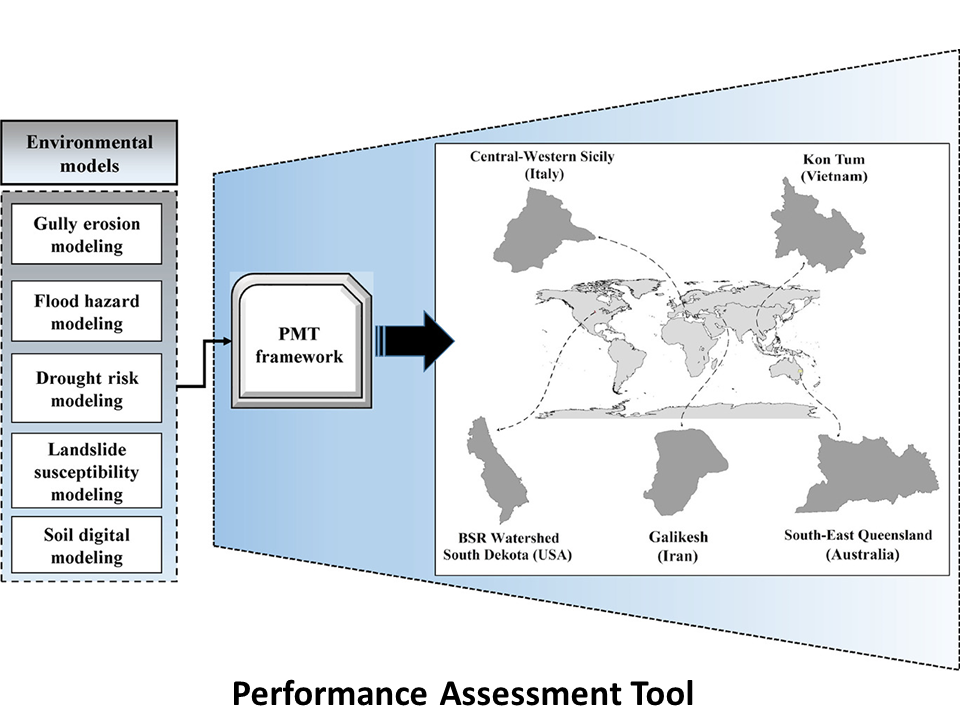 Environmental
models
Gully erosion
modeling
Flood hazard
modeling
Drought risk
modeling
Landslide
susceptibility
modeling
Soil digital
modeling
PMT
framework
Central-Western Sicily
(Italy)
Kon Tum
(Vietnam)
BSR Watershed
South Dekota (USA)
Galikesh
(Iran)
South-East Queensland
(Australia)
Performance Assessment Tool